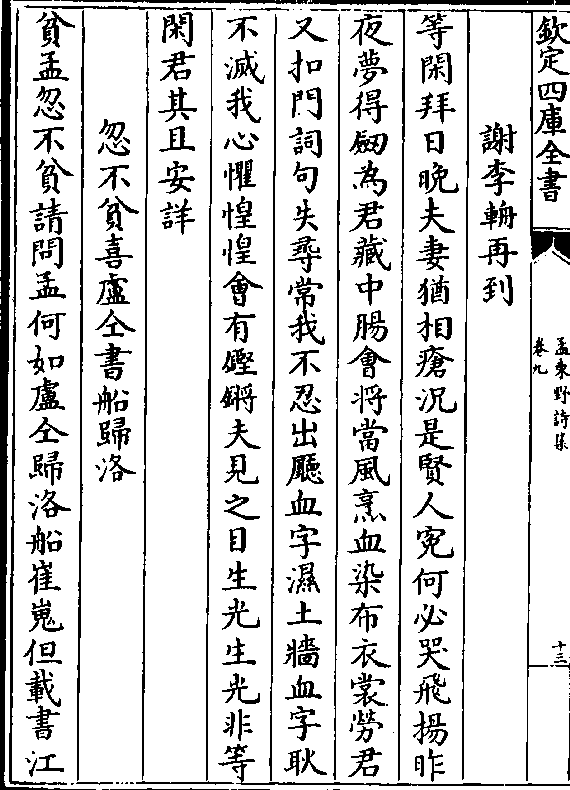 欽定四庫全書
孟東野詩集
卷九
十三
謝李輈再到
等閑拜日晚夫妻猶相瘡況是賢人寃何必哭飛揚昨
夜夢得劒為君藏中腸會將當風烹血染布衣裳勞君
又扣門詞句失尋常我不忍出廳血字濕土牆血字耿
不滅我心懼惶惶會有鏗鏘夫見之目生光生光非等
閑君其且安詳
忽不貧喜盧仝書船歸洛
貧孟忽不貧請問孟何如盧仝歸洛船崔嵬但載書江